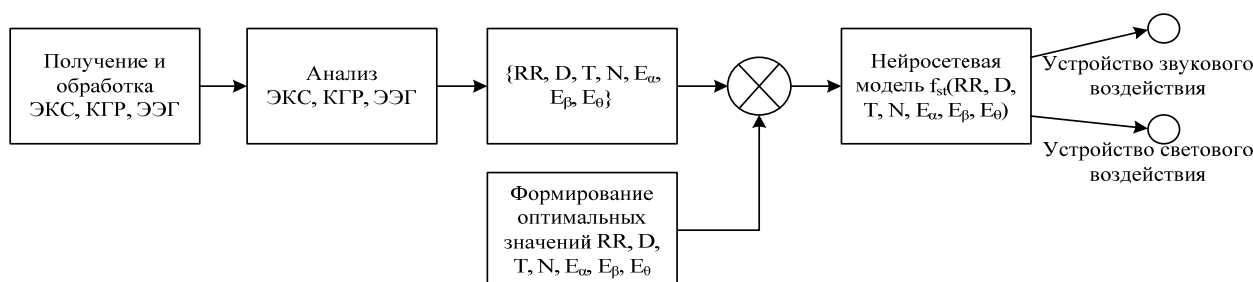 Получение и
обработка
ЭКС, КГР, ЭЭГ
Анализ
ЭКС, КГР, ЭЭГ
{RR, D, T, N, Eα,
Eβ, Eθ}
Формирование
оптимальных
значений RR, D,
T, N, Eα, Eβ, Eθ
Нейросетевая
модель fst(RR, D,
T, N, Eα, Eβ, Eθ)
Устройство звукового
воздействия
Устройство светового
воздействия